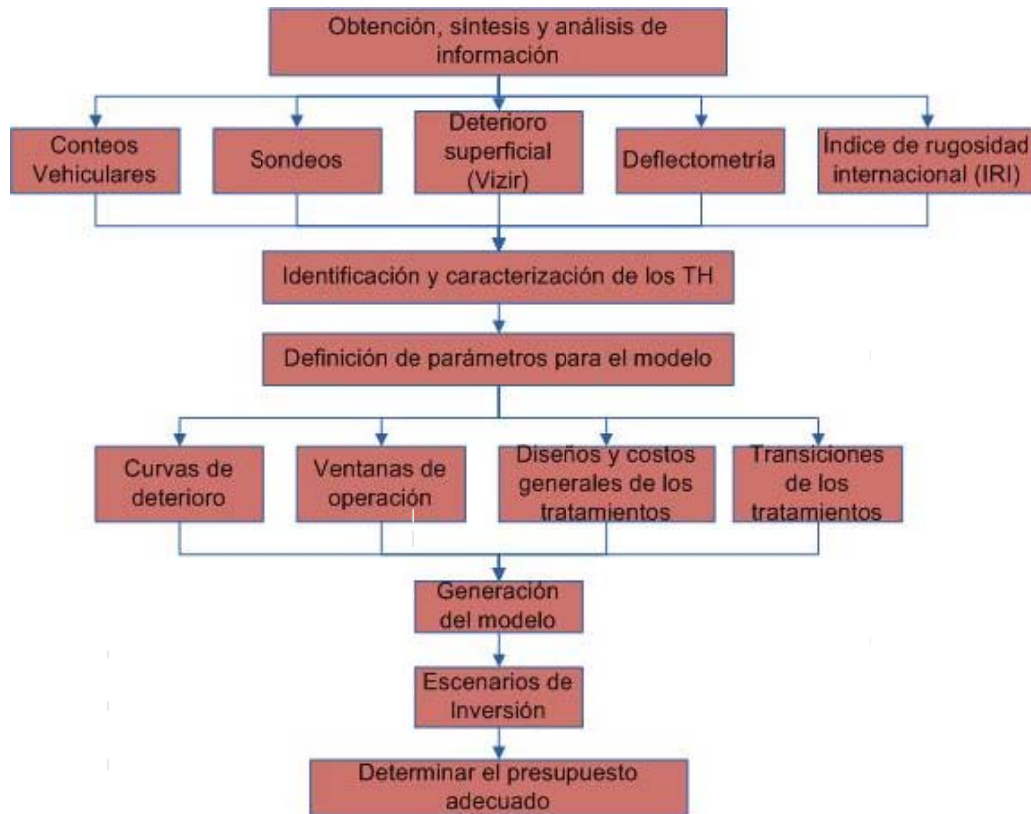 Obtención, síntesis y análisis de
información
Conteos
Vehiculares
Sondeos
Deterioro
superficial
(Vizir)
Deflectometría
Índice de rugosidad
internacional (IRI)
Identificación y caracterización de los TH
Definición de parámetros para el modelo
Curvas de
deterioro
Ventanas de
operación
Diseños y costos
generales de los
tratamientos
Transiciones
de los
tratamientos
Generación
del modelo
Escenarios de
Inversión
Determinar el presupuesto
adecuado